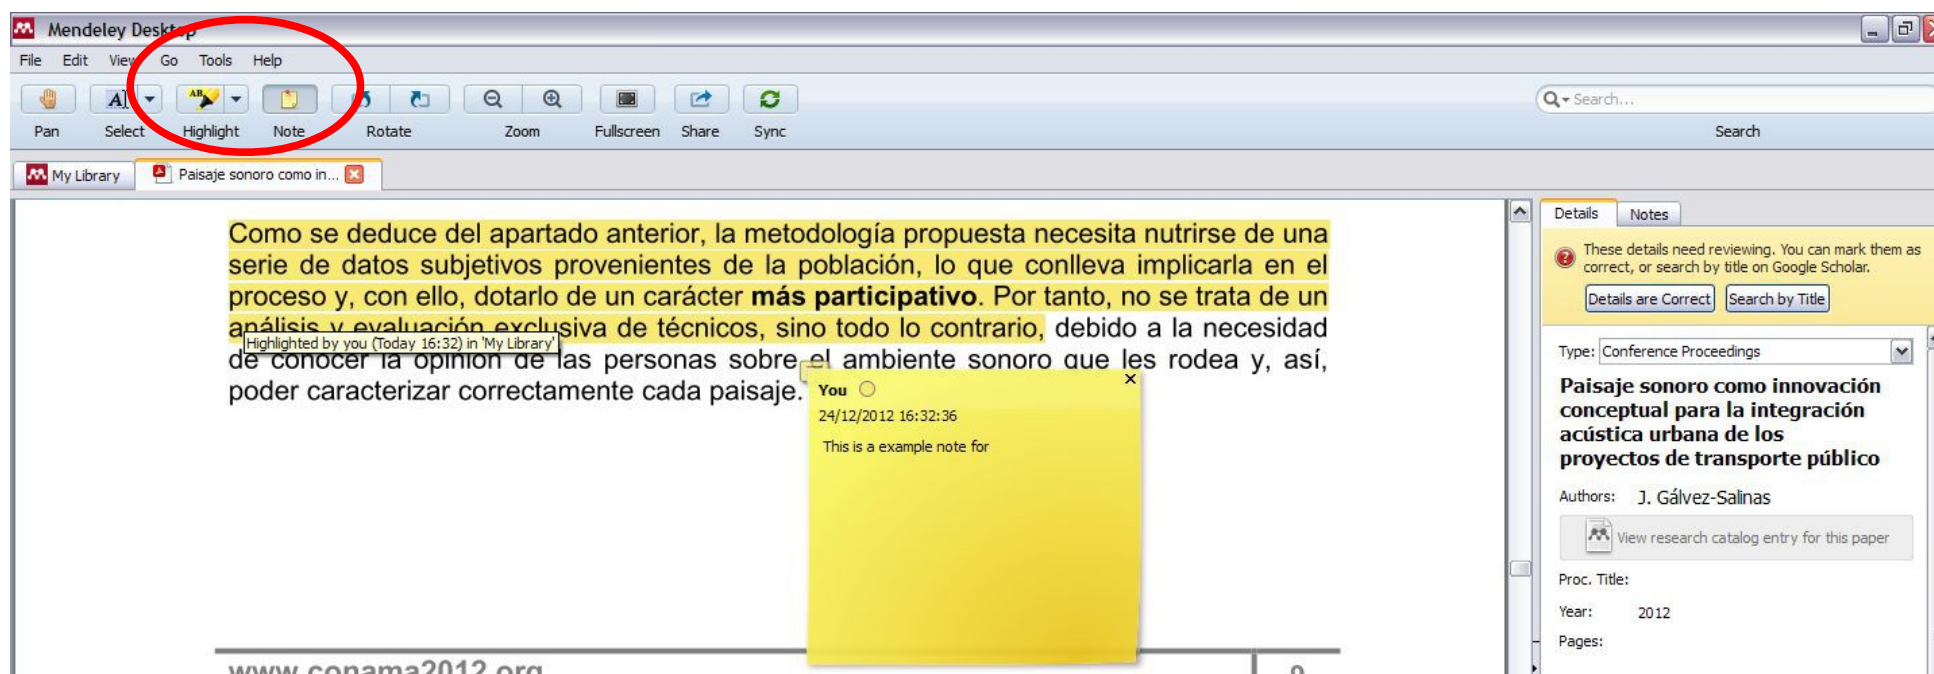 Mendeley Desktop
File Edit View Go Tools Help
Pan Select Highlight Note Rotate Zoom Fullscreen Share Sync
Search...
Search
My Library
Paisaje sonoro como in...
Como se deduce del apartado anterior, la metodología propuesta necesita nutrirse de una
serie de datos subjetivos provenientes de la población, lo que conlleva implicarla en el
proceso y, con ello, dotarlo de un carácter más participativo. Por tanto, no se trata de un
análisis y evaluación exclusiva de técnicos, sino todo lo contrario, debido a la necesidad
Highlighted by you (Today 16:32) in 'My Library'
de conocer la opinión de las personas sobre el ambiente sonoro que les rodea y, así,
poder caracterizar correctamente cada paisaje.
You
24/12/2012 16:32:36
This is a example note for
www.conama2012.org
9
Details Notes
These details need reviewing. You can mark them as
correct, or search by title on Google Scholar.
Details are Correct Search by Title
Type: Conference Proceedings
Paisaje sonoro como innovación
conceptual para la integración
acústica urbana de los
proyectos de transporte público
Authors: J. Gálvez-Salinas
View research catalog entry for this paper
Proc. Title:
Year: 2012
Pages: